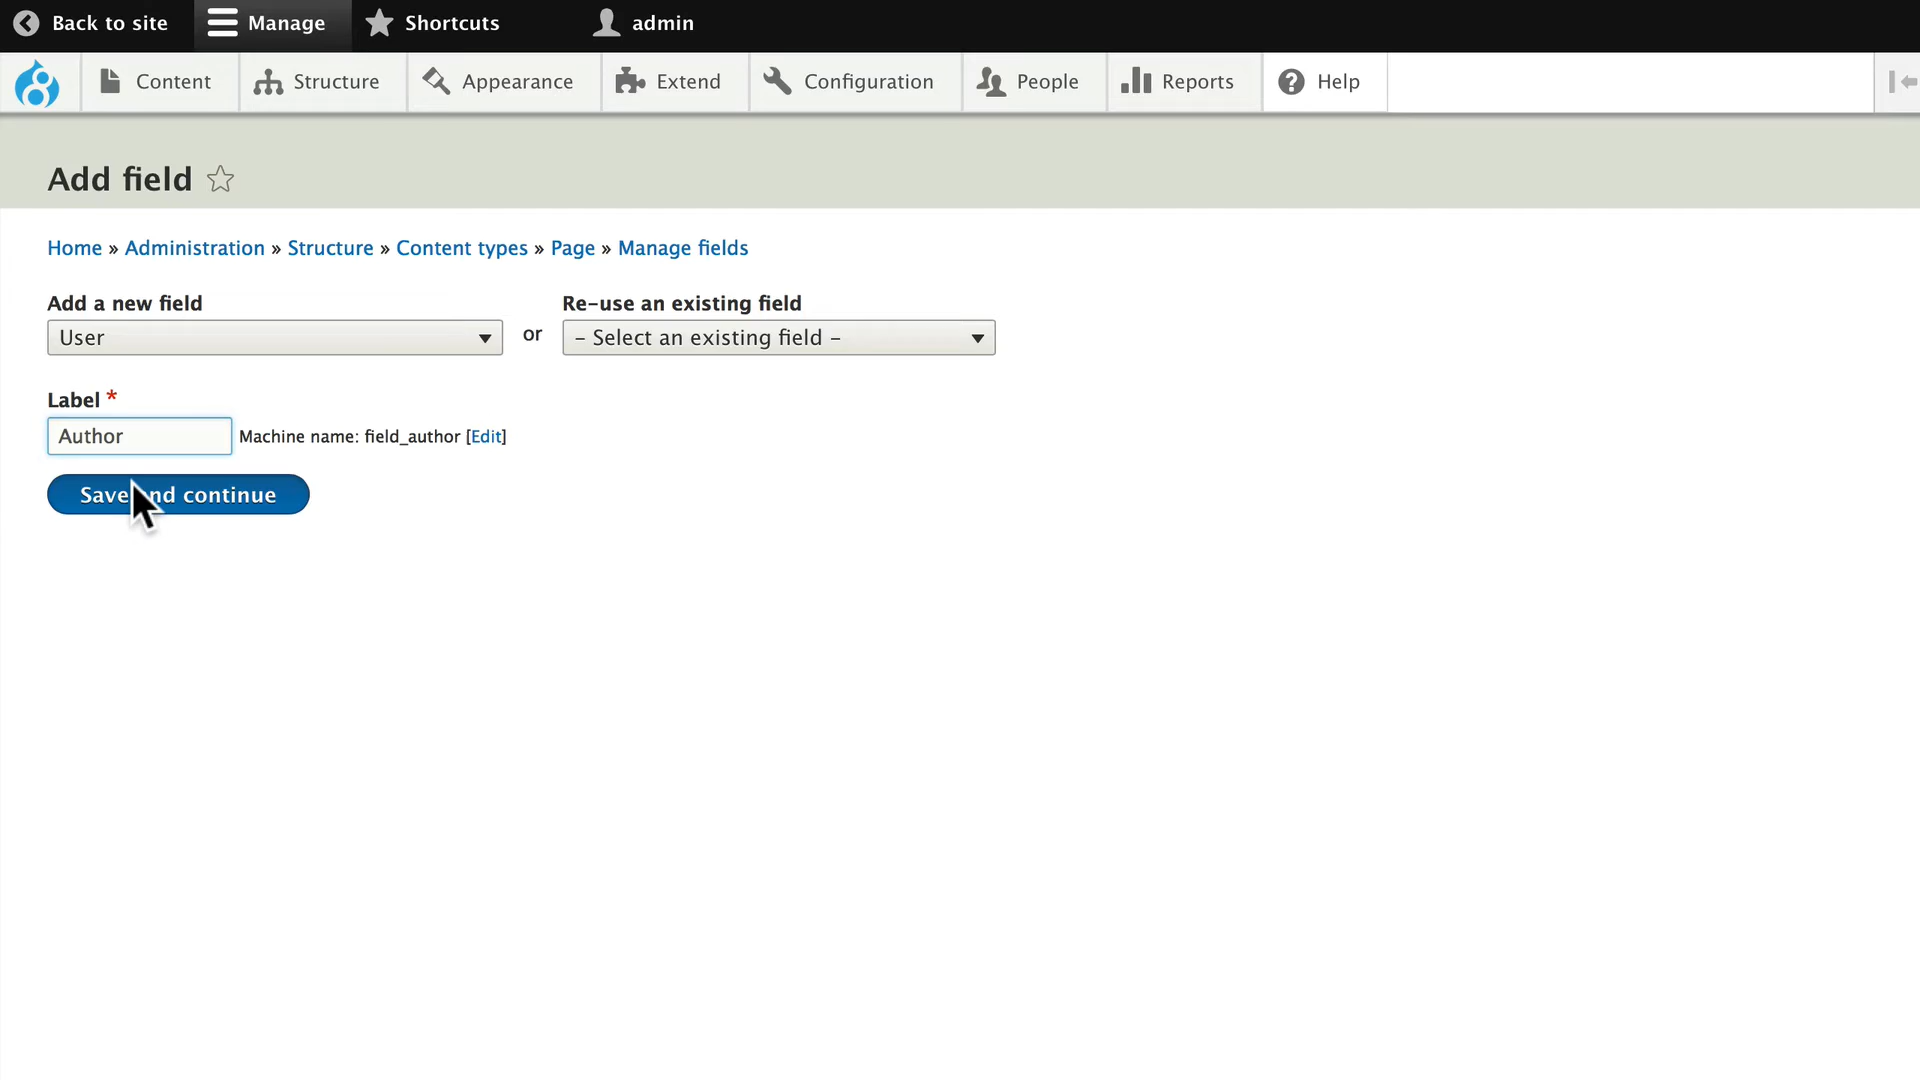 Back to site Manage Shortcuts admin
Content Structure Appearance Extend Configuration People Reports Help
Add field
Home » Administration » Structure » Content types » Page » Manage fields
Add a new field Re-use an existing field
User or - Select an existing field -
Label *
Author Machine name: field_author [Edit]
Save and continue